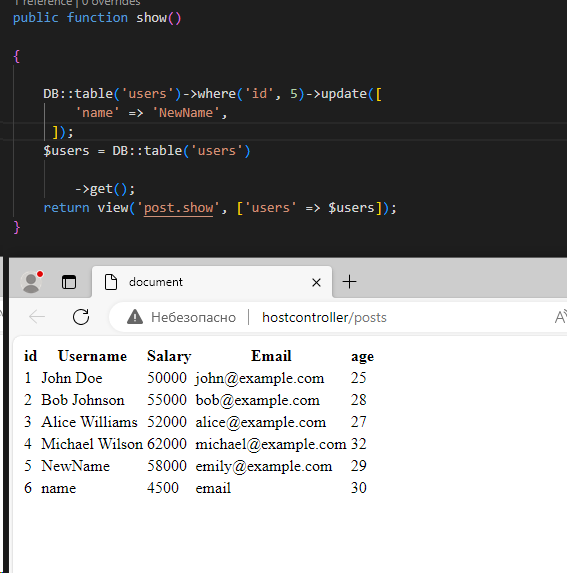 1 reference | 0 overrides
public function show()
{
DB::table('users')->where('id', 5)->update([
'name' => 'NewName',
]);
$users = DB::table('users')
->get();
return view('post.show', ['users' => $users]);
}
document
Небезопасно hostcontroller/posts
id Username Salary Email age
1 John Doe 50000 john@example.com 25
2 Bob Johnson 55000 bob@example.com 28
3 Alice Williams 52000 alice@example.com 27
4 Michael Wilson 62000 michael@example.com 32
5 NewName 58000 emily@example.com 29
6 name 4500 email 30